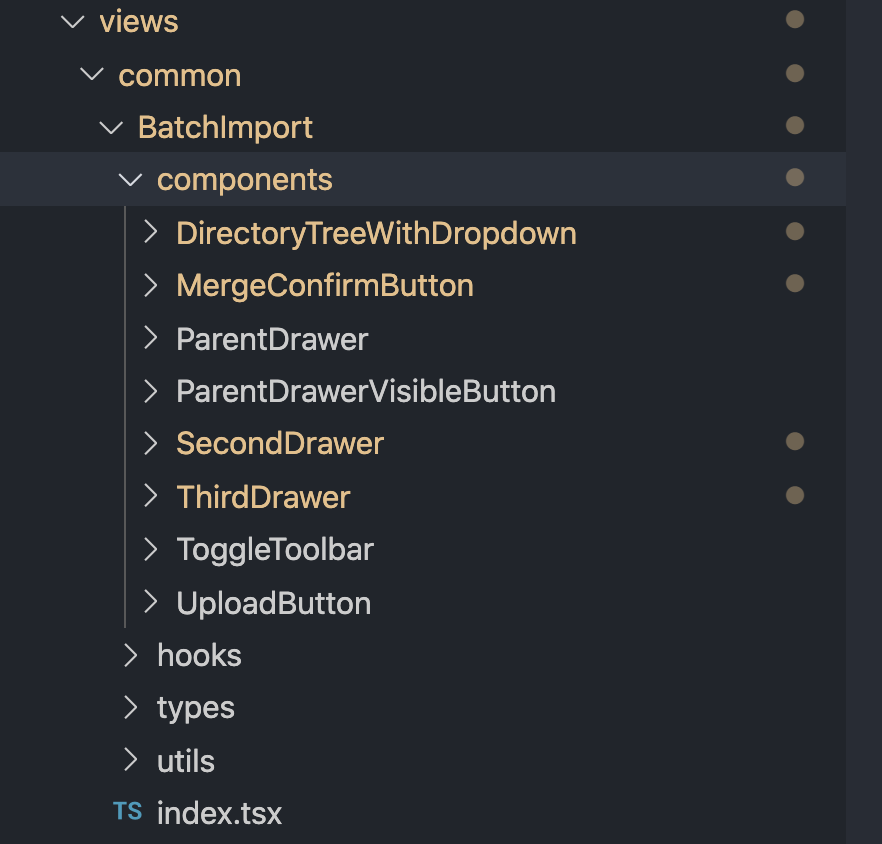 views
common
BatchImport
components
DirectoryTreeWithDropdown
MergeConfirmButton
ParentDrawer
ParentDrawerVisibleButton
SecondDrawer
ThirdDrawer
ToggleToolbar
UploadButton
hooks
types
utils
TS index.tsx